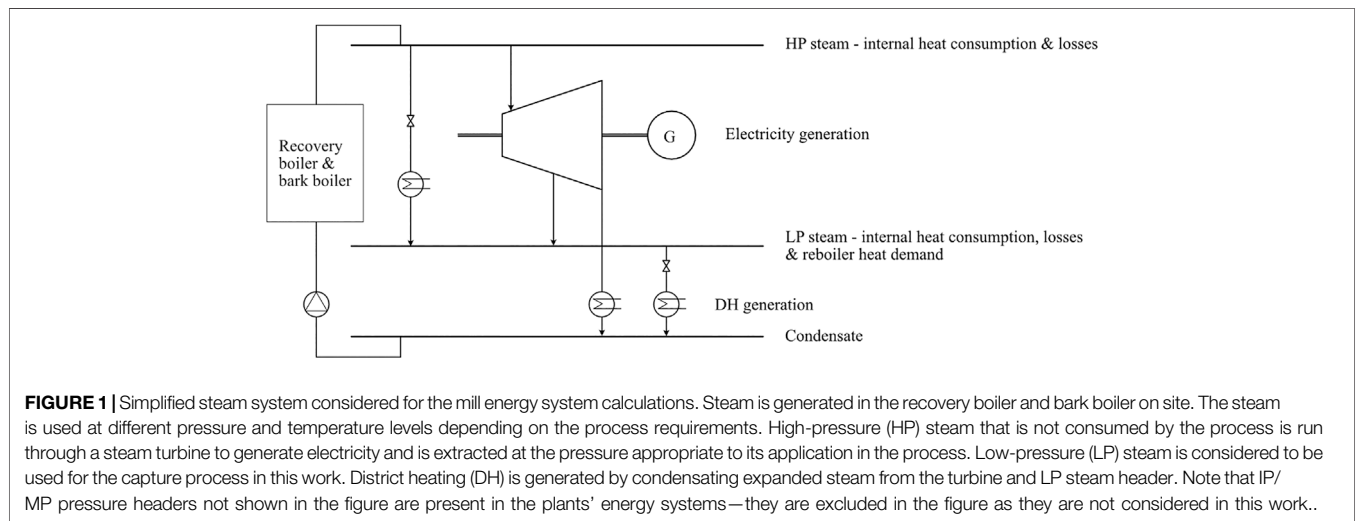 HP steam - internal heat consumption & losses
Recovery
boiler &
bark boiler
G
Electricity generation
LP steam - internal heat consumption, losses
& reboiler heat demand
DH generation
Condensate
FIGURE 1 | Simplified steam system considered for the mill energy system calculations. Steam is generated in the recovery boiler and bark boiler on site. The steam
is used at different pressure and temperature levels depending on the process requirements. High-pressure (HP) steam that is not consumed by the process is run
through a steam turbine to generate electricity and is extracted at the pressure appropriate to its application in the process. Low-pressure (LP) steam is considered to be
used for the capture process in this work. District heating (DH) is generated by condensating expanded steam from the turbine and LP steam header. Note that IP/
MP pressure headers not shown in the figure are present in the plants' energy systems—they are excluded in the figure as they are not considered in this work..